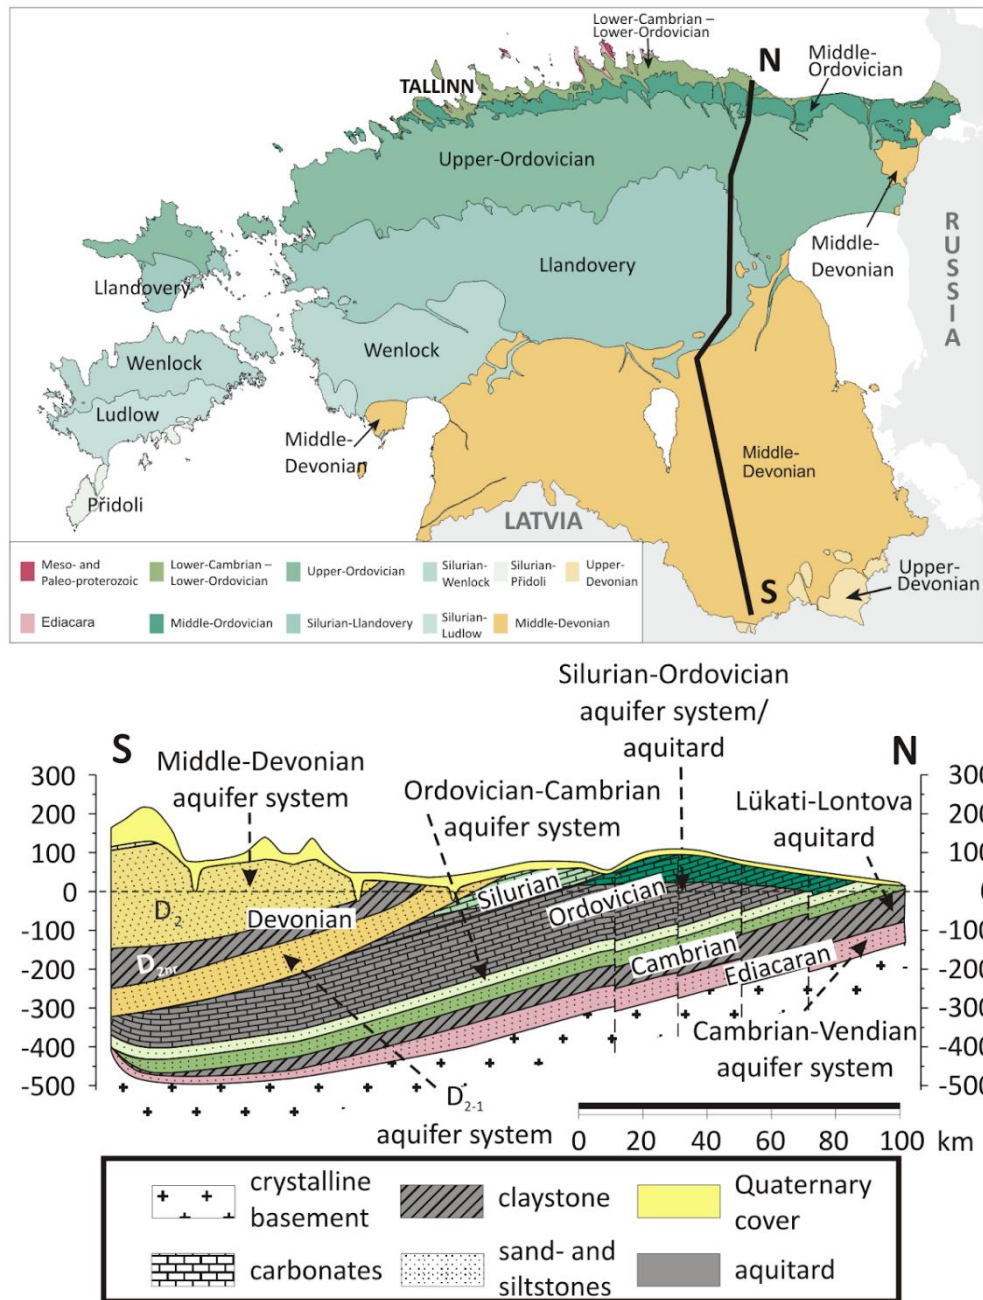 Lower-Cambrian –
Lower-Ordovician
N
Middle-
Ordovician
TALLINN
Upper-Ordovician
RUSSIA
Middle-
Devonian
Llandovery
Llandovery
Wenlock
Wenlock
Ludlow
Middle-
Devonian
Middle-
Devonian
Přidoli
LATVIA
S
Upper-
Devonian
Meso- and
Paleo-proterozoic
Lower-Cambrian –
Lower-Ordovician
Upper-Ordovician
Silurian-
Wenlock
Silurian-
Přidoli
Upper-
Devonian
Ediacara
Middle-Ordovician
Silurian-Llandovery
Silurian-
Ludlow
Middle-Devonian
Silurian-Ordovician
aquifer system/
aquitard
S
N
Middle-Devonian
aquifer system
Ordovician-Cambrian
aquifer system
Lükati-Lontova
aquitard
300
200
100
0
-100
-200
-300
-400
-500
300
200
100
0
-100
-200
-300
-400
-500
D2
Devonian
Silurian
Ordovician
D2nr
Cambrian
Ediacaran
Cambrian-Vendian
aquifer system
D2-1
aquifer system
0 20 40 60 80 100 km
crystalline
basement
claystone
Quaternary
cover
carbonates
sand- and
siltstones
aquitard